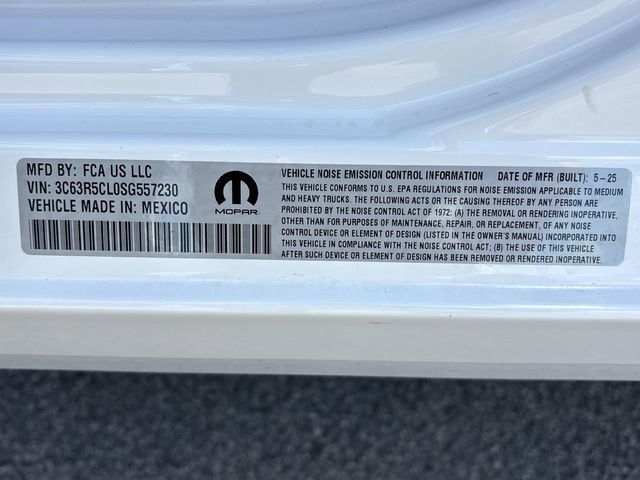 MFD BY: FCA US LLC
VIN: 3C63R5CL0SG557230
VEHICLE MADE IN: MEXICO
MOPAR
VEHICLE NOISE EMISSION CONTROL INFORMATION DATE OF MFR (BUILT): 5-25
THIS VEHICLE CONFORMS TO U.S. EPA REGULATIONS FOR NOISE EMISSION APPLICABLE TO MEDIUM
AND HEAVY TRUCKS. THE FOLLOWING ACTS OR THE CAUSING THEREOF BY ANY PERSON ARE
PROHIBITED BY THE NOISE CONTROL ACT OF 1972: (A) THE REMOVAL OR RENDERING INOPERATIVE,
OTHER THAN FOR PURPOSES OF MAINTENANCE, REPAIR, OR REPLACEMENT, OF ANY NOISE
CONTROL DEVICE OR ELEMENT OF DESIGN (LISTED IN THE OWNER'S MANUAL) INCORPORATED INTO
THIS VEHICLE IN COMPLIANCE WITH THE NOISE CONTROL ACT; (B) THE USE OF THIS VEHICLE
AFTER SUCH DEVICE OR ELEMENT OF DESIGN HAS BEEN REMOVED OR RENDERED INOPERATIVE.